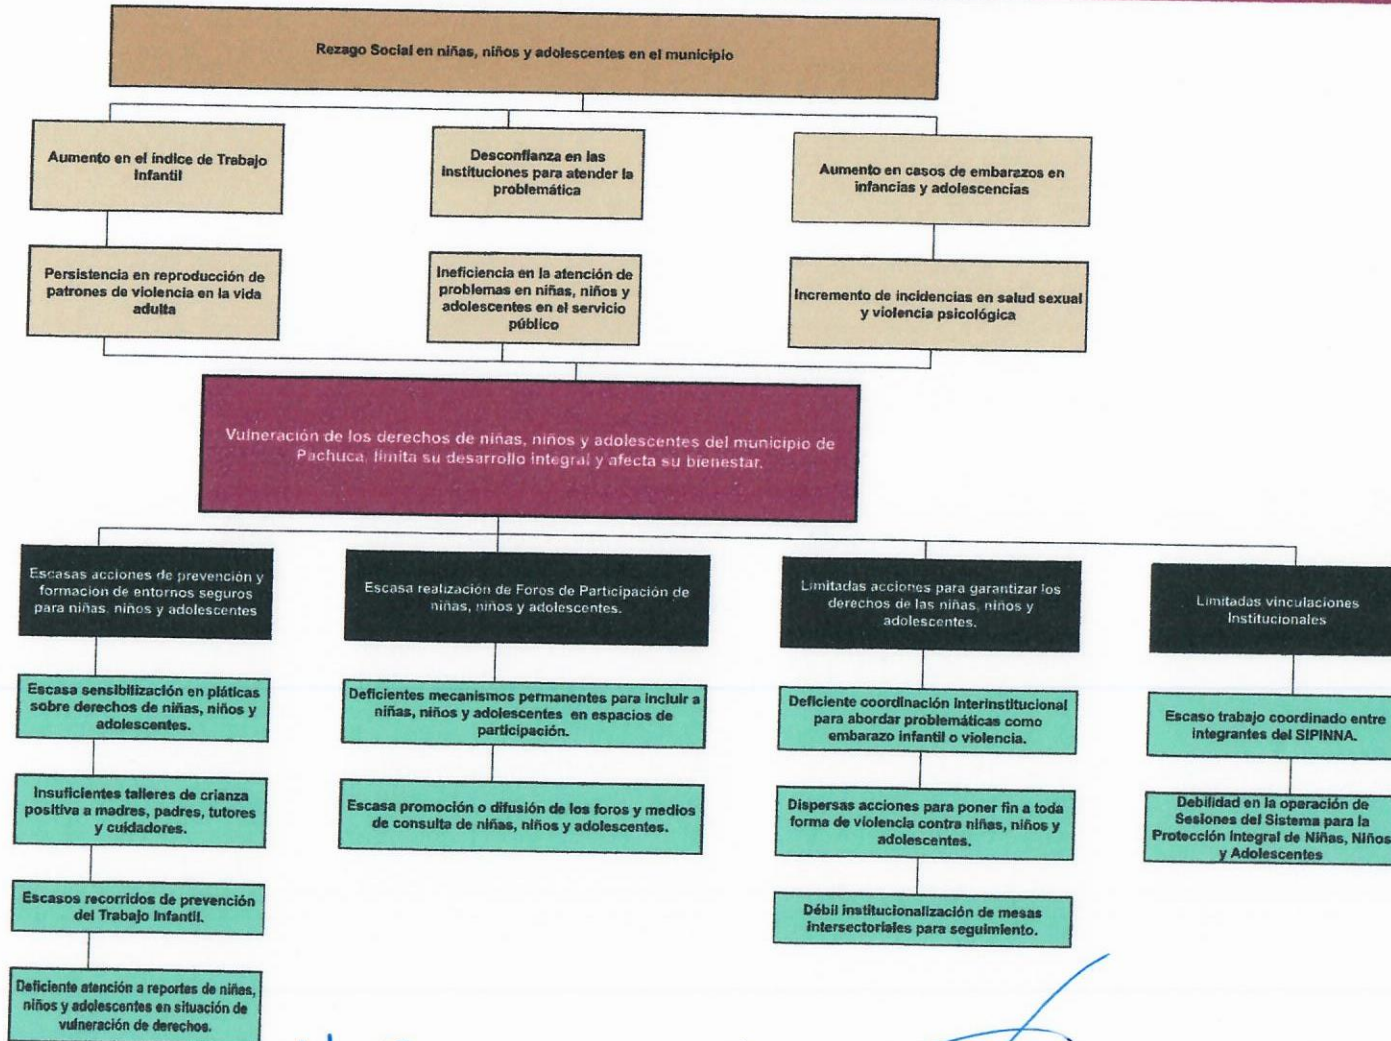 Rezago Social en niñas, niños y adolescentes en el municipio
Aumento en el índice de Trabajo
Infantil
Desconfianza en las
Instituciones para atender la
problemática
Aumento en casos de embarazos en
infancias y adolescencias
Persistencia en reproducción de
patrones de violencia en la vida
adulta
Ineficiencia en la atención de
problemas en niñas, niños y
adolescentes en el servicio
público
Incremento de incidencias en salud sexual
y violencia psicológica
Vulneración de los derechos de niñas, niños y adolescentes del municipio de
Pachuca, limita su desarrollo integral y afecta su bienestar.
Escasas acciones de prevención y
formación de entornos seguros
para niñas, niños y adolescentes
Escasa realización de Foros de Participación de
niñas, niños y adolescentes.
Limitadas acciones para garantizar los
derechos de las niñas, niños y
adolescentes.
Limitadas vinculaciones
Institucionales
Escasa sensibilización en pláticas
sobre derechos de niñas, niños y
adolescentes.
Deficientes mecanismos permanentes para incluir a
niñas, niños y adolescentes en espacios de
participación.
Deficiente coordinación interinstitucional
para abordar problemáticas como
embarazo infantil o violencia.
Escaso trabajo coordinado entre
integrantes del SIPINNA.
Insuficientes talleres de crianza
positiva a madres, padres, tutores
y cuidadores.
Escasa promoción o difusión de los foros y medios
de consulta de niñas, niños y adolescentes.
Dispersas acciones para poner fin a toda
forma de violencia contra niñas, niños y
adolescentes.
Debilidad en la operación de
Sesiones del Sistema para la
Protección Integral de Niñas, Niños
y Adolescentes
Escasos recorridos de prevención
del Trabajo Infantil.
Débil institucionalización de mesas
intersectoriales para seguimiento.
Deficiente atención a reportes de niñas,
niños y adolescentes en situación de
vulneración de derechos.